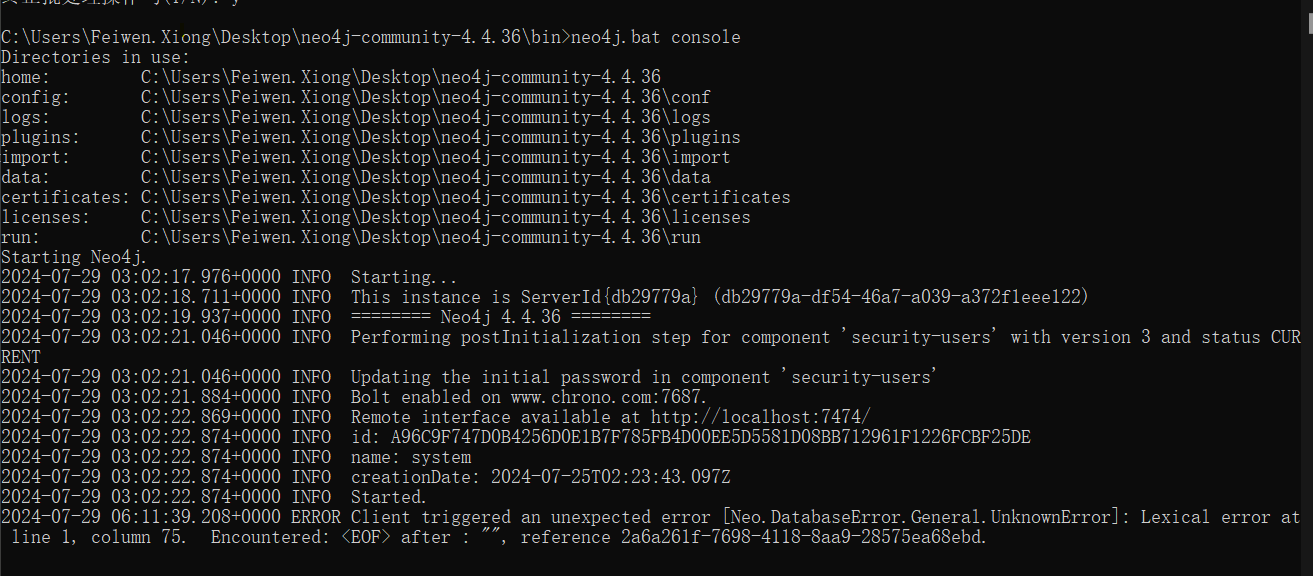 C:\Users\Feiwen.Xiong\Desktop\neo4j-community-4.4.36\bin>neo4j.bat console
Directories in use:
home:         C:\Users\Feiwen.Xiong\Desktop\neo4j-community-4.4.36
config:       C:\Users\Feiwen.Xiong\Desktop\neo4j-community-4.4.36\conf
logs:         C:\Users\Feiwen.Xiong\Desktop\neo4j-community-4.4.36\logs
plugins:      C:\Users\Feiwen.Xiong\Desktop\neo4j-community-4.4.36\plugins
import:       C:\Users\Feiwen.Xiong\Desktop\neo4j-community-4.4.36\import
data:         C:\Users\Feiwen.Xiong\Desktop\neo4j-community-4.4.36\data
certificates: C:\Users\Feiwen.Xiong\Desktop\neo4j-community-4.4.36\certificates
licenses:     C:\Users\Feiwen.Xiong\Desktop\neo4j-community-4.4.36\licenses
run:          C:\Users\Feiwen.Xiong\Desktop\neo4j-community-4.4.36\run
Starting Neo4j.
2024-07-29 03:02:17.976+0000 INFO  Starting...
2024-07-29 03:02:18.711+0000 INFO  This instance is ServerId{db29779a} (db29779a-df54-46a7-a039-a372f1eee122)
2024-07-29 03:02:19.937+0000 INFO  ======== Neo4j 4.4.36 ========
2024-07-29 03:02:21.046+0000 INFO  Performing postInitialization step for component 'security-users' with version 3 and status CUR
RENT
2024-07-29 03:02:21.046+0000 INFO  Updating the initial password in component 'security-users'
2024-07-29 03:02:21.884+0000 INFO  Bolt enabled on www.chrono.com:7687.
2024-07-29 03:02:22.869+0000 INFO  Remote interface available at http://localhost:7474/
2024-07-29 03:02:22.874+0000 INFO  id: A96C9F747D0B4256D0E1B7F785FB4D00EE5D5581D08BB712961F1226FCBF25DE
2024-07-29 03:02:22.874+0000 INFO  name: system
2024-07-29 03:02:22.874+0000 INFO  creationDate: 2024-07-25T02:23:43.097Z
2024-07-29 03:02:22.874+0000 INFO  Started.
2024-07-29 06:11:39.208+0000 ERROR Client triggered an unexpected error [Neo.DatabaseError.General.UnknownError]: Lexical error at
 line 1, column 75.  Encountered: <EOF> after : "", reference 2a6a261f-7698-4118-8aa9-28575ea68ebd.